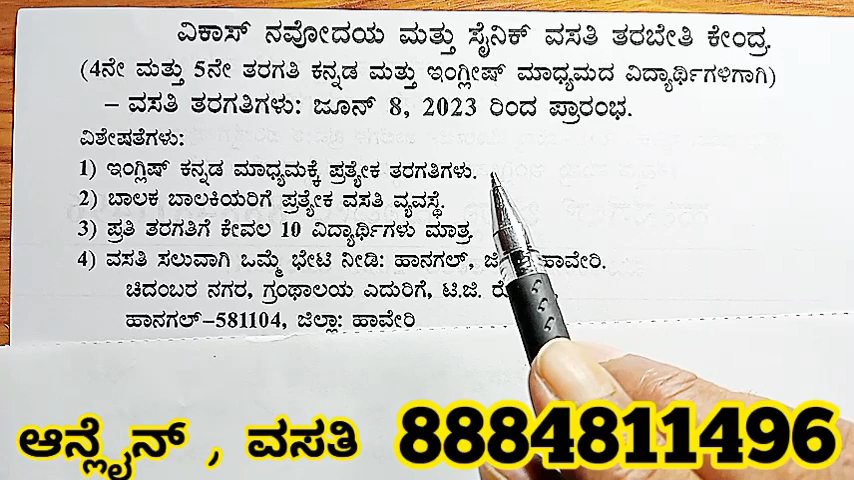 ವಿಕಾಸ್ ನವೋದಯ ಮತ್ತು ಸೈನಿಕ್ ವಸತಿ ತರಬೇತಿ ಕೇಂದ್ರ.
(4ನೇ ಮತ್ತು 5ನೇ ತರಗತಿ ಕನ್ನಡ ಮತ್ತು ಇಂಗ್ಲೀಷ್ ಮಾಧ್ಯಮದ ವಿದ್ಯಾರ್ಥಿಗಳಿಗಾಗಿ)
– ವಸತಿ ತರಗತಿಗಳು: ಜೂನ್ 8, 2023 ರಿಂದ ಪ್ರಾರಂಭ.
ವಿಶೇಷತೆಗಳು:
1) ಇಂಗ್ಲಿಷ್ ಕನ್ನಡ ಮಾಧ್ಯಮಕ್ಕೆ ಪ್ರತ್ಯೇಕ ತರಗತಿಗಳು.
2) ಬಾಲಕ ಬಾಲಕಿಯರಿಗೆ ಪ್ರತ್ಯೇಕ ವಸತಿ ವ್ಯವಸ್ಥೆ.
3) ಪ್ರತಿ ತರಗತಿಗೆ ಕೇವಲ 10 ವಿದ್ಯಾರ್ಥಿಗಳು ಮಾತ್ರ.
4) ವಸತಿ ಸಲುವಾಗಿ ಒಮ್ಮೆ ಭೇಟಿ ನೀಡಿ: ಹಾನಗಲ್, ಹಾವೇರಿ.
ಚಿದಂಬರ ನಗರ, ಗ್ರಂಥಾಲಯ ಎದುರಿಗೆ, ಟಿ.ಜಿ.
ಹಾನಗಲ್–581104, ಜಿಲ್ಲಾ: ಹಾವೇರಿ
ಆನ್ಲೈನ್ , ವಸತಿ 8884811496